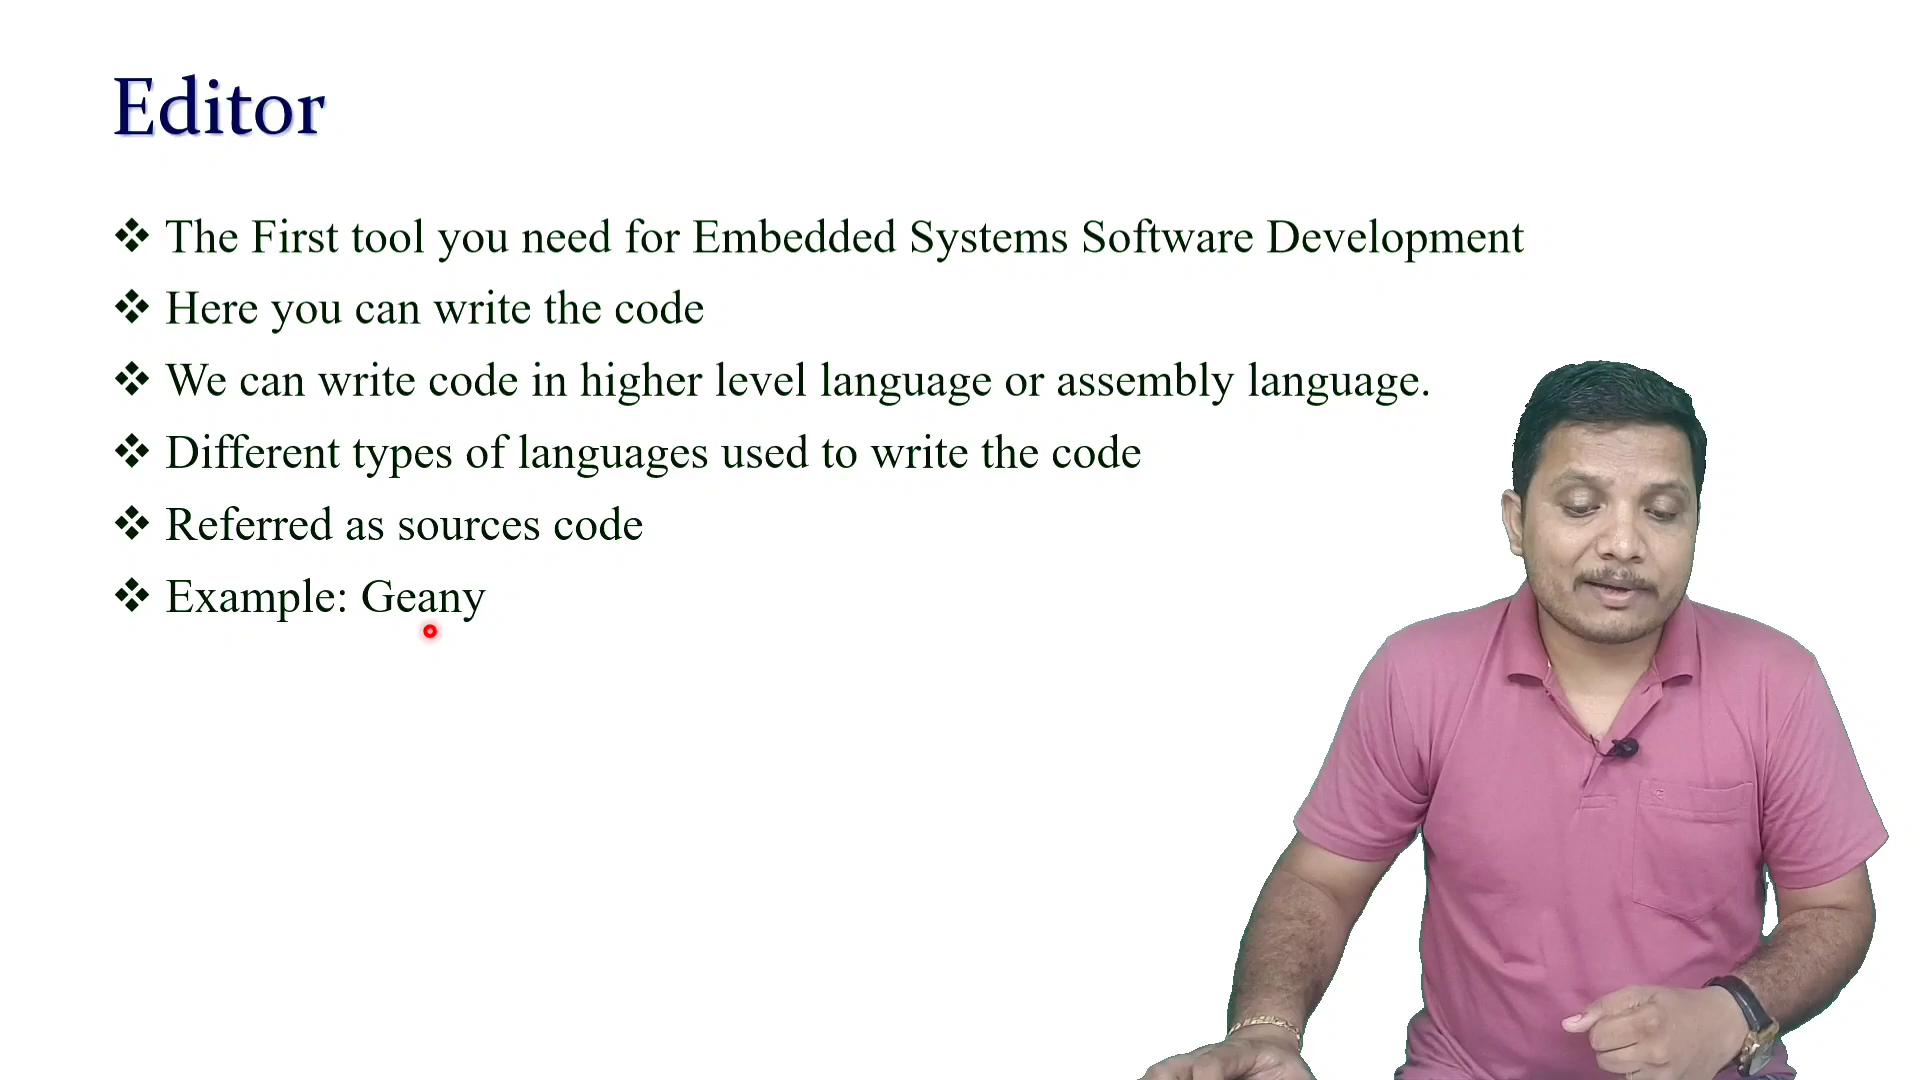 Editor
❖ The First tool you need for Embedded Systems Software Development
❖ Here you can write the code
❖ We can write code in higher level language or assembly language.
❖ Different types of languages used to write the code
❖ Referred as sources code
❖ Example: Geany